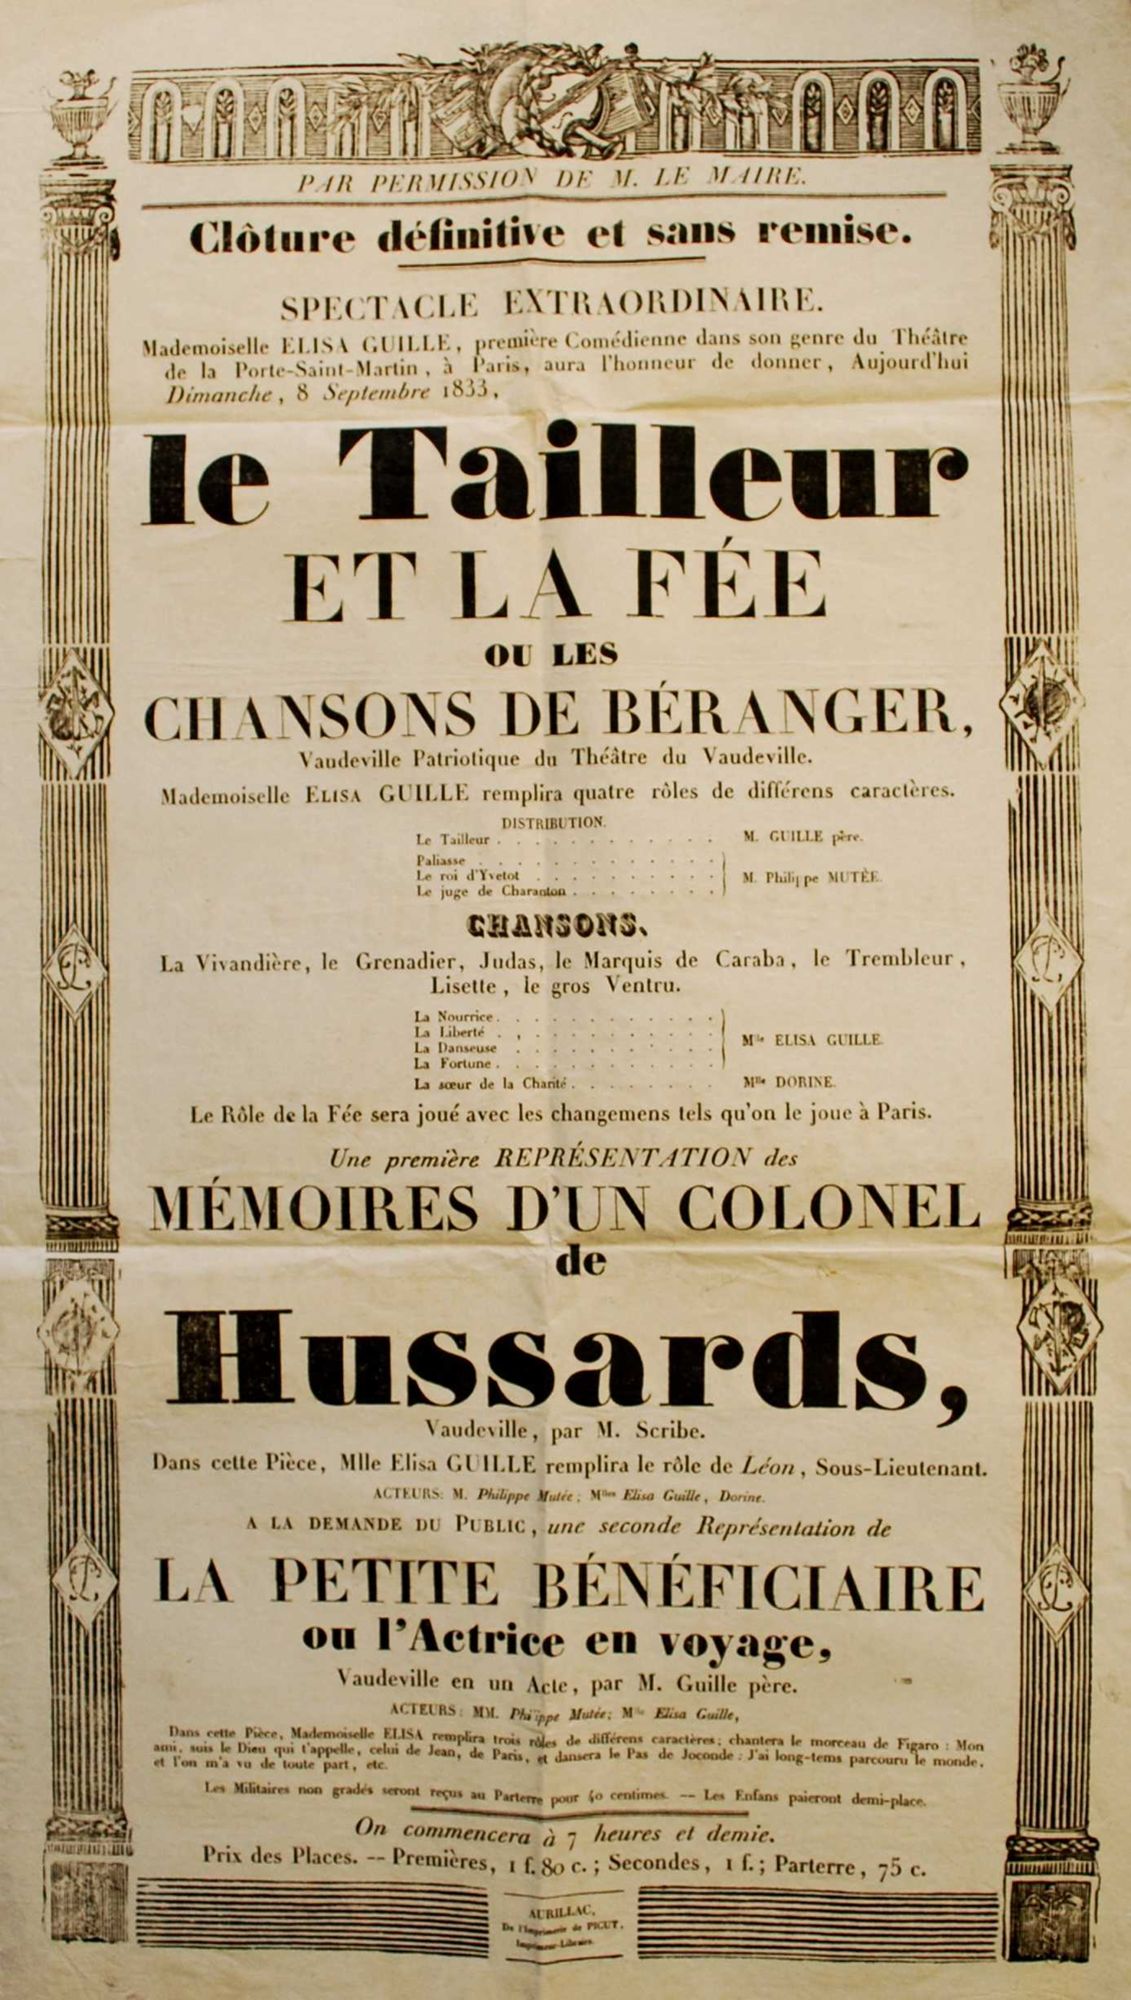 PAR PERMISSION DE M. LE MAIRE.
Clôture définitive et sans remise.
SPECTACLE EXTRAORDINAIRE.
Mademoiselle ELISA GUILLE, première Comédienne dans son genre du Théâtre
de la Porte-Saint-Martin, à Paris, aura l'honneur de donner, Aujourd'hui
Dimanche, 8 Septembre 1833,
le Tailleur
ET LA FÉE
OU LES
CHANSONS DE BÉRANGER,
Vaudeville Patriotique du Théâtre du Vaudeville.
Mademoiselle ELISA GUILLE remplira quatre rôles de différens caractères.
DISTRIBUTION.
Le Tailleur . . . . . . . . . . . . M. GUILLE père.
Paliasse . . . . . . . . . . . .
Le roi d'Yvetot . . . . . . . . . . M. Philippe MUTÉE.
Le juge de Charanton . . . . . . . .
CHANSONS.
La Vivandière, le Grenadier, Judas, le Marquis de Caraba, le Trembleur,
Lisette, le gros Ventru.
La Nourrice . . . . . . . . . . .
La Liberté . . . . . . . . . . .
La Danseuse . . . . . . . . . . Mlle ELISA GUILLE.
La Fortune . . . . . . . . . . .
La sœur de la Charité . . . . . . . Mlle DORINE.
Le Rôle de la Fée sera joué avec les changemens tels qu'on le joue à Paris.
Une première REPRÉSENTATION des
MÉMOIRES D'UN COLONEL
de
Hussards,
Vaudeville, par M. Scribe.
Dans cette Pièce, Mlle Elisa GUILLE remplira le rôle de Léon, Sous-Lieutenant.
ACTEURS: M. Philippe Mutée; Mlles Elisa Guille, Dorine.
A LA DEMANDE DU PUBLIC, une seconde Représentation de
LA PETITE BÉNÉFICIAIRE
ou l'Actrice en voyage,
Vaudeville en un Acte, par M. Guille père.
ACTEURS: MM. Philippe Mutée; Mlle Elisa Guille,
Dans cette Pièce, Mademoiselle ELISA remplira trois rôles de différens caractères; chantera le morceau de Figaro: Mon
ami, suis le Dieu qui t'appelle, celui de Jean, de Paris, et dansera le Pas de Joconde: J'ai long-tems parcouru le monde,
et l'on m'a vu de toute part, etc.
Les Militaires non gradés seront reçus au Parterre pour 40 centimes. — Les Enfans paieront demi-place.
On commencera à 7 heures et demie.
Prix des Places. — Premières, 1 f. 80 c.; Secondes, 1 f.; Parterre, 75 c.
AURILLAC,
De l'Imprimerie de PICUT,
Imprimeur-Libraire.